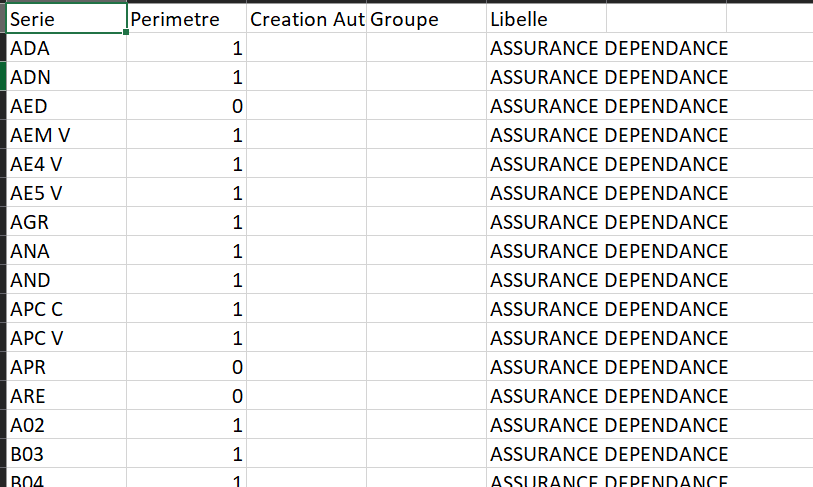 Serie Perimetre Creation Aut Groupe Libelle
ADA 1 ASSURANCE DEPENDANCE
ADN 1 ASSURANCE DEPENDANCE
AED 0 ASSURANCE DEPENDANCE
AEM V 1 ASSURANCE DEPENDANCE
AE4 V 1 ASSURANCE DEPENDANCE
AE5 V 1 ASSURANCE DEPENDANCE
AGR 1 ASSURANCE DEPENDANCE
ANA 1 ASSURANCE DEPENDANCE
AND 1 ASSURANCE DEPENDANCE
APC C 1 ASSURANCE DEPENDANCE
APC V 1 ASSURANCE DEPENDANCE
APR 0 ASSURANCE DEPENDANCE
ARE 0 ASSURANCE DEPENDANCE
A02 1 ASSURANCE DEPENDANCE
B03 1 ASSURANCE DEPENDANCE
B04 1 ASSURANCE DEPENDANCE